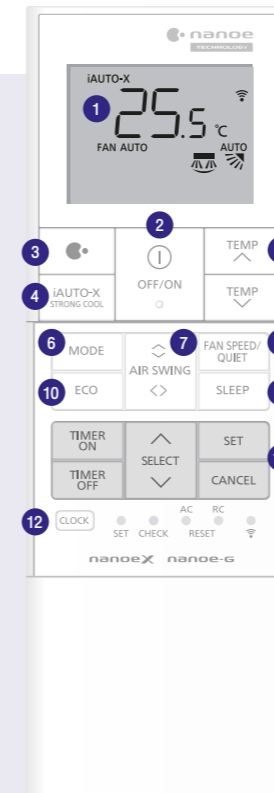 nanoe
TECHNOLOGY
iAUTO-X
1
25.5 ℃
FAN AUTO
AUTO
2
3
TEMP
OFF/ON
4
iAUTO-X
STRONG COOL
TEMP
6
MODE
7
AIR SWING
FAN SPEED/
QUIET
10
ECO
SLEEP
TIMER
ON
SELECT
SET
TIMER
OFF
CANCEL
12
CLOCK
AC RC
SET CHECK RESET
nanoeX nanoe-G